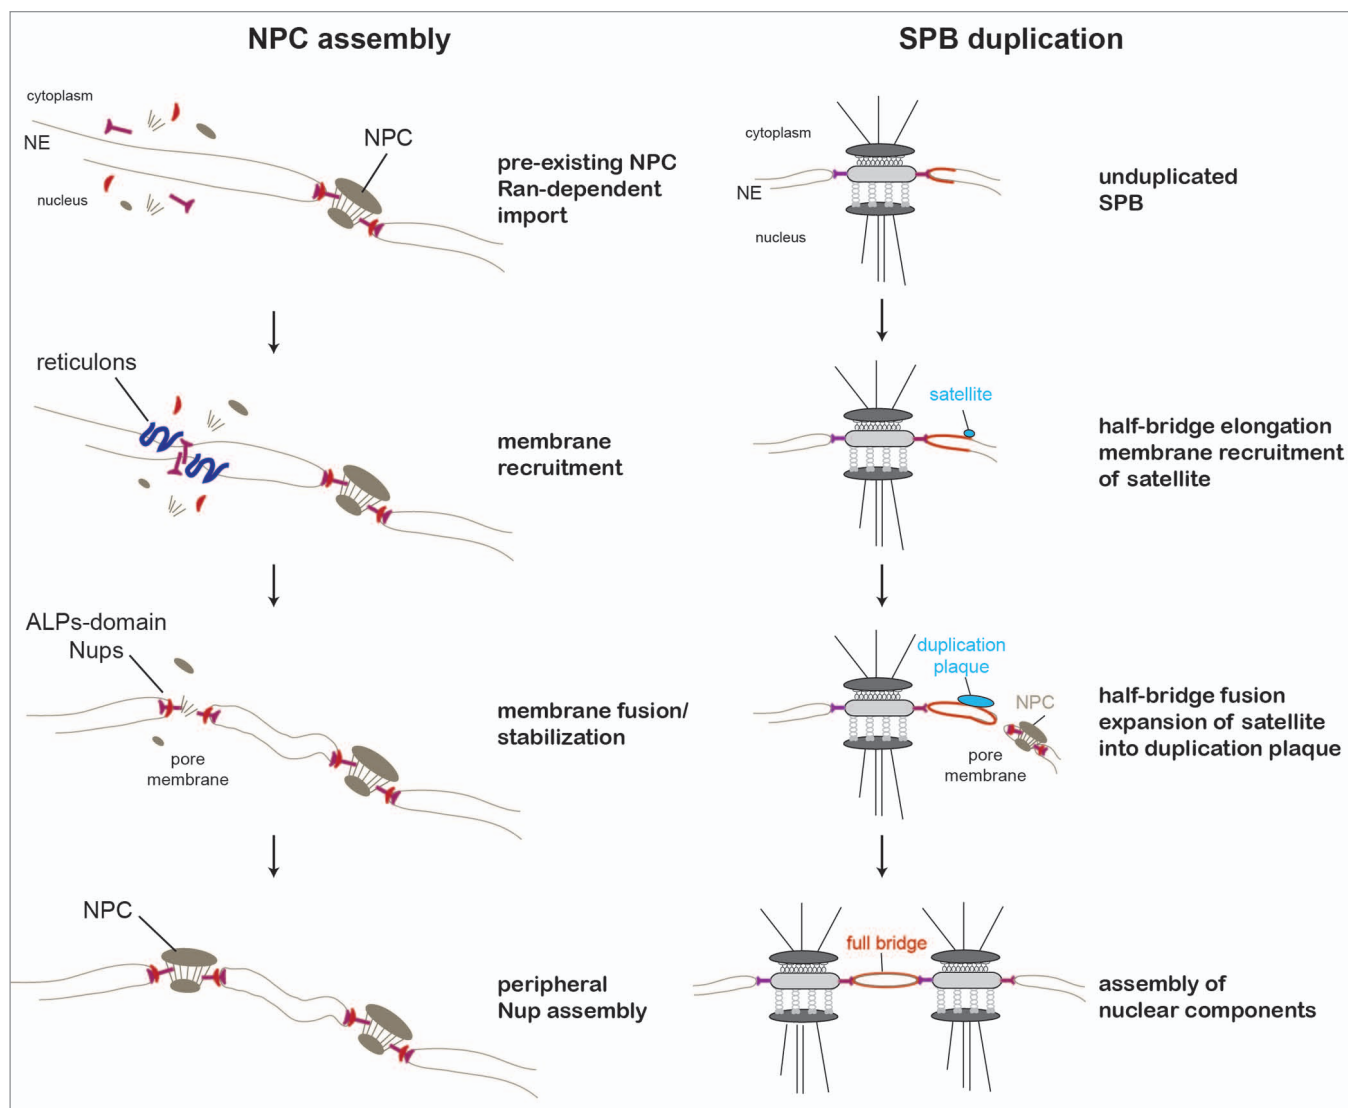 NPC assembly
cytoplasm
NE
nucleus
NPC
pre-existing NPC
Ran-dependent
import
reticulons
membrane
recruitment
ALPs-domain
Nups
pore
membrane
membrane fusion/
stabilization
NPC
peripheral
Nup assembly
SPB duplication
cytoplasm
NE
nucleus
unduplicated
SPB
satellite
half-bridge elongation
membrane recruitment
of satellite
duplication
plaque
NPC
pore
membrane
half-bridge fusion
expansion of satellite
into duplication plaque
full bridge
assembly of
nuclear components